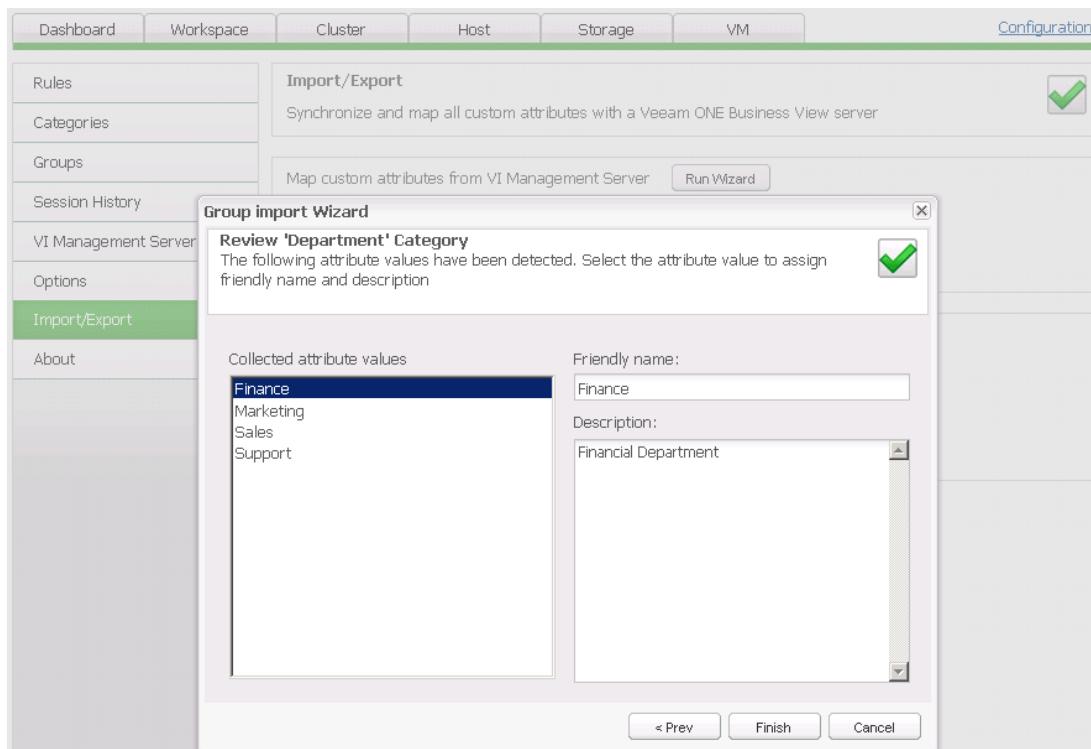 Dashboard
Workspace
Cluster
Host
Storage
VM
Configuration
Rules
Categories
Groups
Session History
VI Management Server
Options
Import/Export
About
Import/Export
Synchronize and map all custom attributes with a Veeam ONE Business View server
Map custom attributes from VI Management Server
Run Wizard
Group import Wizard
Review 'Department' Category
The following attribute values have been detected. Select the attribute value to assign
friendly name and description
Collected attribute values
Finance
Marketing
Sales
Support
Friendly name:
Finance
Description:
Financial Department
< Prev
Finish
Cancel